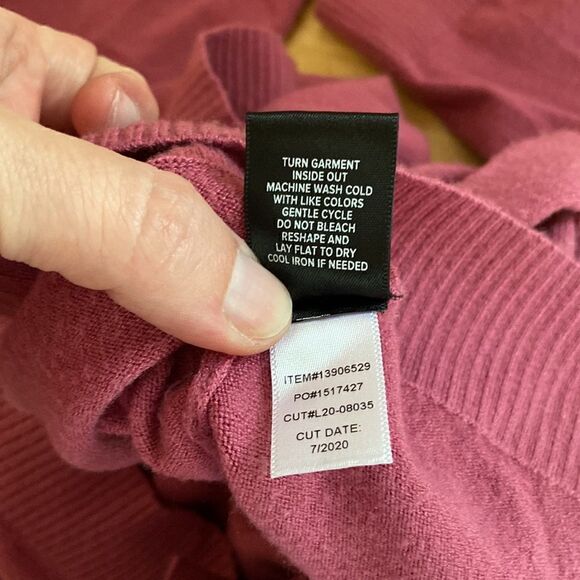 TURN GARMENT
INSIDE OUT
MACHINE WASH COLD
WITH LIKE COLORS
GENTLE CYCLE
DO NOT BLEACH
RESHAPE AND
LAY FLAT TO DRY
COOL IRON IF NEEDED
ITEM#13906529
PO#1517427
CUT#L20-08035
CUT DATE:
7/2020